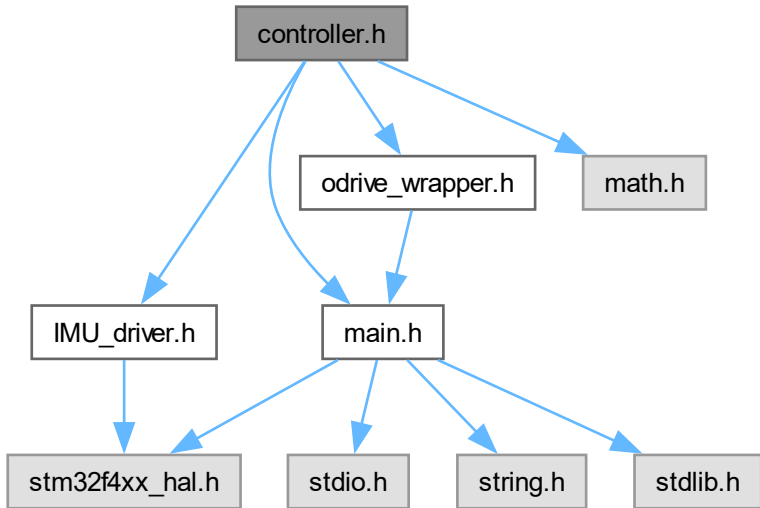 controller.h
odrive_wrapper.h
math.h
IMU_driver.h
main.h
stm32f4xx_hal.h
stdio.h
string.h
stdlib.h